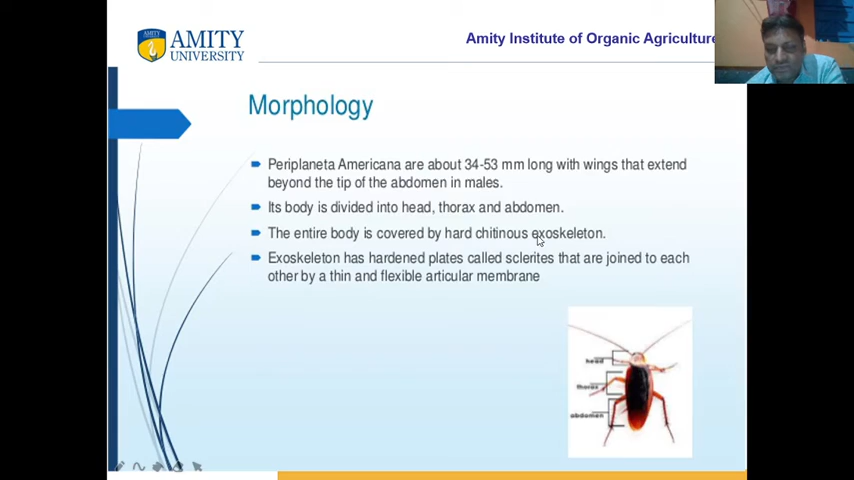 AMITY
AMITY
UNIVERSITY
Amity Institute of Organic Agriculture
Morphology
Periplaneta Americana are about 34-53 mm long with wings that extend
beyond the tip of the abdomen in males.
Its body is divided into head, thorax and abdomen.
The entire body is covered by hard chitinous exoskeleton.
Exoskeleton has hardened plates called sclerites that are joined to each
other by a thin and flexible articular membrane
head
thorax
abdomen